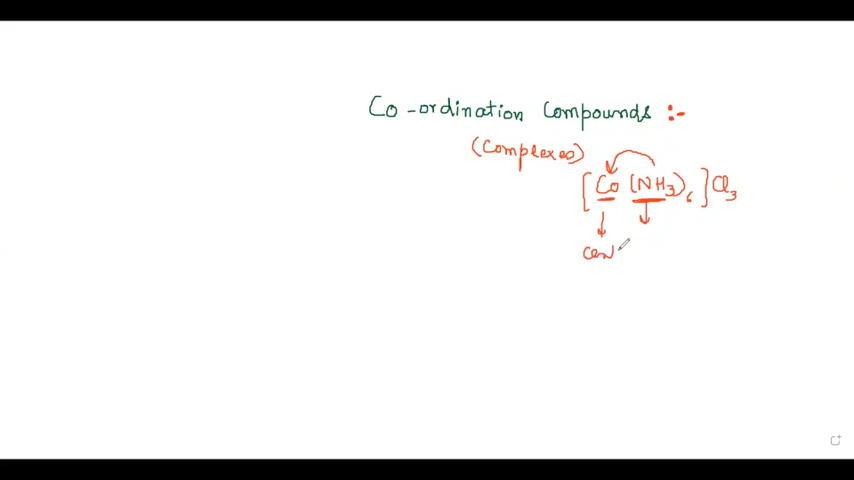 Co-ordination Compounds :-
(Complexes)
[Co(NH3)6]Cl3
cen